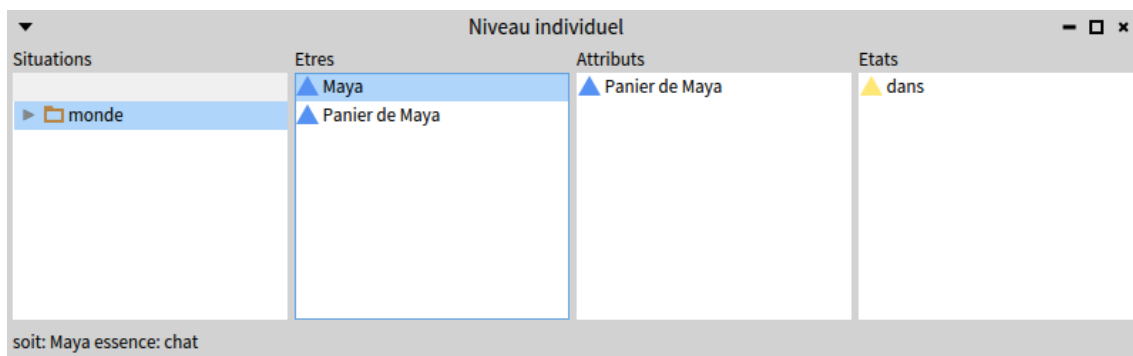 Niveau individuel
Situations Etres Attributs Etats
Maya Panier de Maya dans
monde Panier de Maya
soit: Maya essence: chat